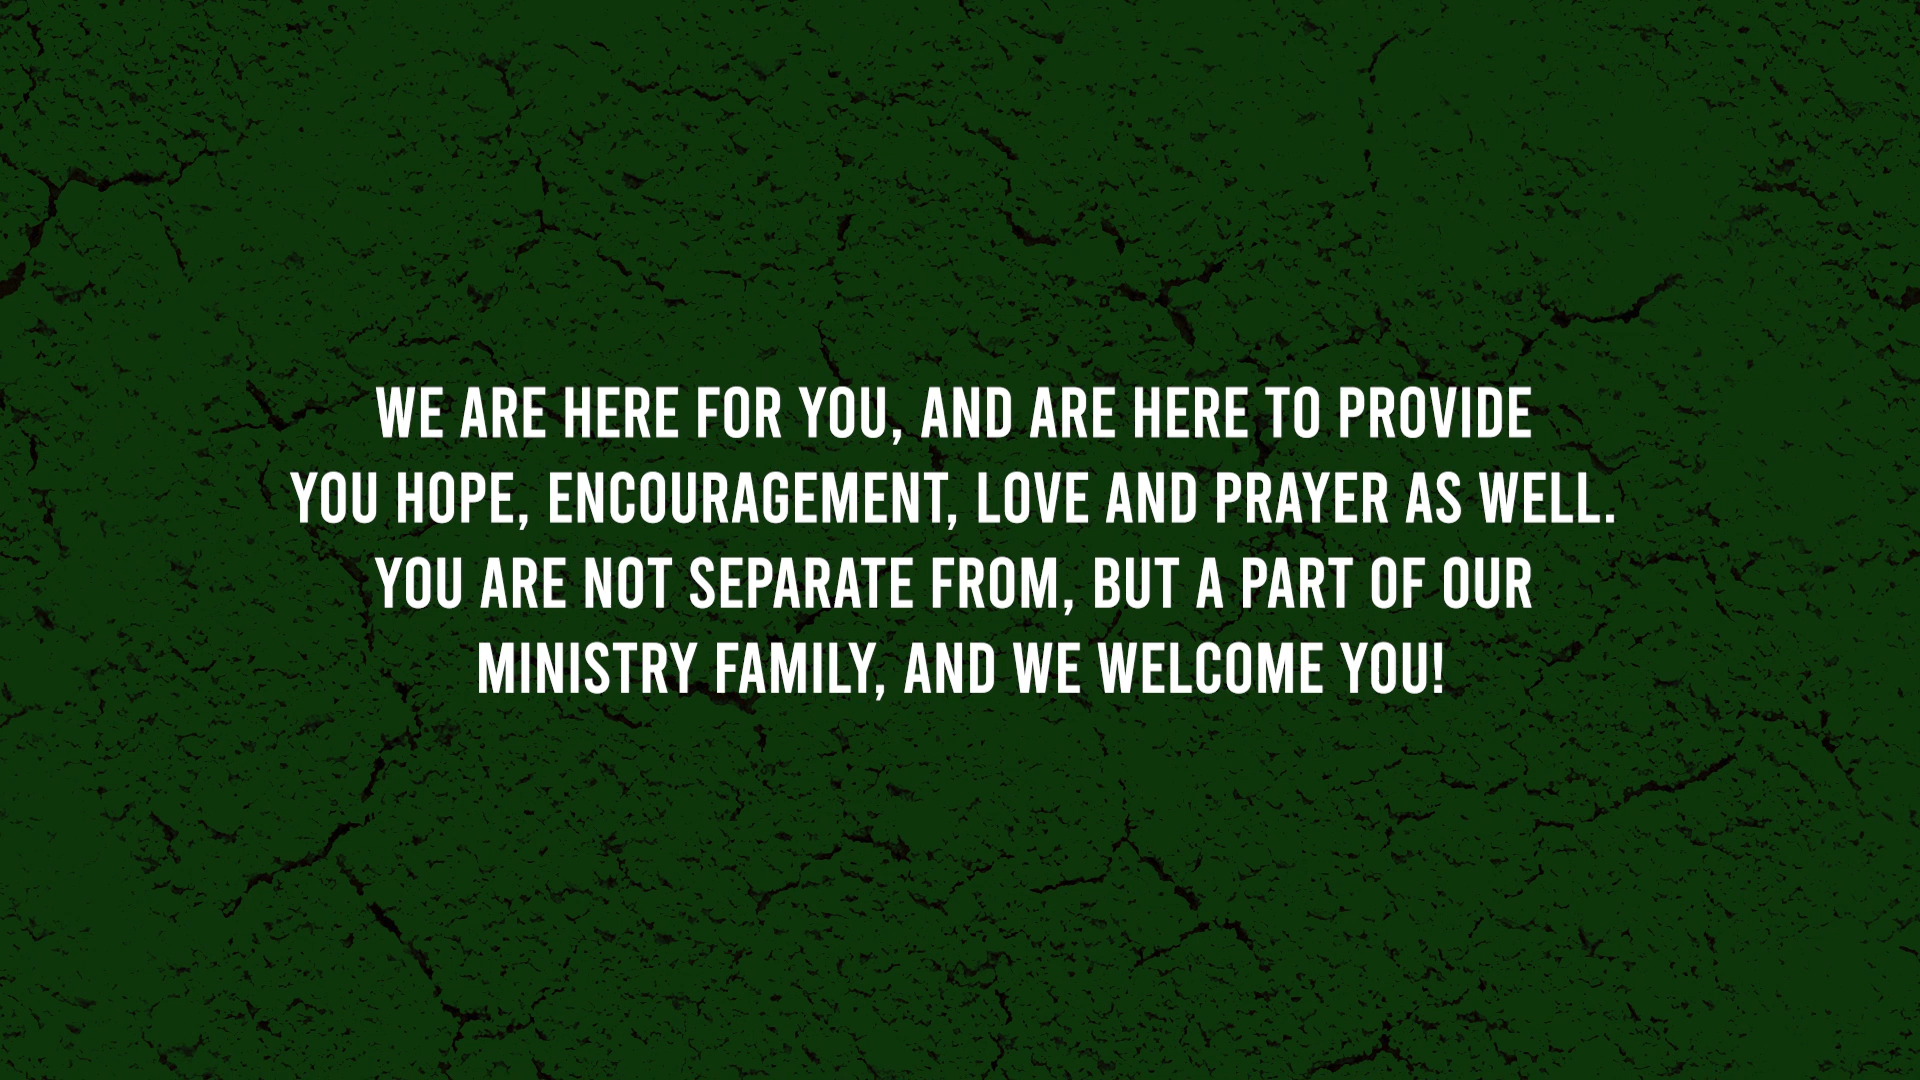 WE ARE HERE FOR YOU, AND ARE HERE TO PROVIDE
YOU HOPE, ENCOURAGEMENT, LOVE AND PRAYER AS WELL.
YOU ARE NOT SEPARATE FROM, BUT A PART OF OUR
MINISTRY FAMILY, AND WE WELCOME YOU!